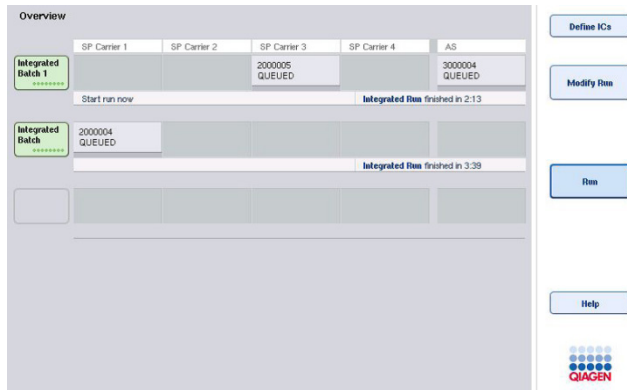 Overview
Define ICs
SP Carrier 1 SP Carrier 2 SP Carrier 3 SP Carrier 4 AS
Integrated
Batch 1
2000005
QUEUED
3000004
QUEUED
Modify Run
Start run now Integrated Run finished in 2:13
Integrated
Batch
2000004
QUEUED
Integrated Run finished in 3:39
Run
Help
QIAGEN